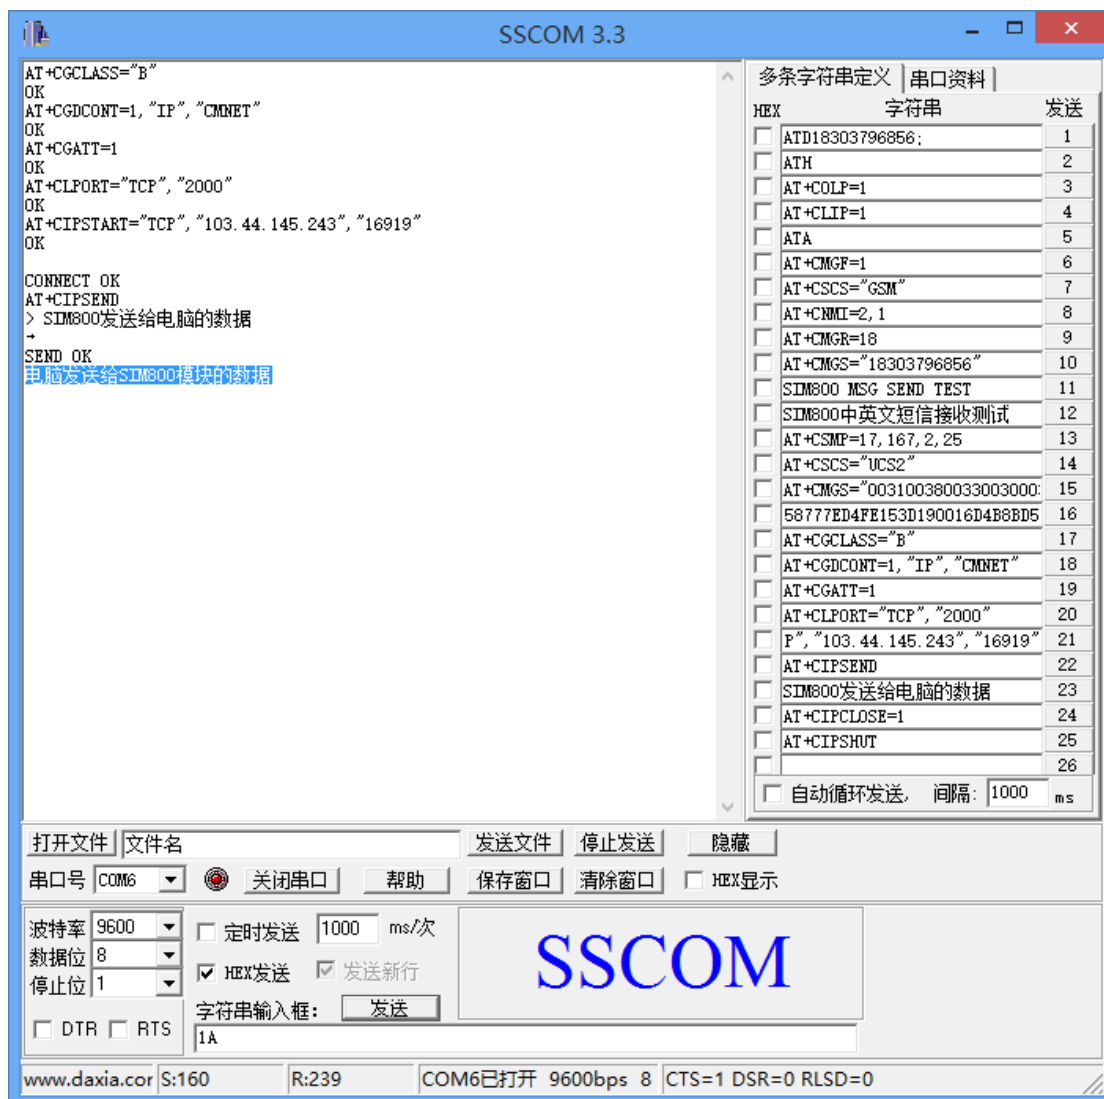 SSCOM 3.3
AT+CGCLASS="B"
OK
AT+CGDCONT=1,"IP","CMNET"
OK
AT+CGATT=1
OK
AT+CLPORT="TCP","2000"
OK
AT+CIPSTART="TCP","103.44.145.243","16919"
OK
CONNECT OK
AT+CIPSEND
> SIM800发送给电脑的数据
→
SEND OK
电脑发送给SIM800模块的数据
多条字符串定义 串口资料
HEX 字符串 发送
ATD18303796856; 1
ATH 2
AT+COLP=1 3
AT+CLIP=1 4
ATA 5
AT+CMGF=1 6
AT+CSCS="GSM" 7
AT+CNMI=2,1 8
AT+CMGR=18 9
AT+CMGS="18303796856" 10
SIM800 MSG SEND TEST 11
SIM800中英文短信接收测试 12
AT+CSMP=17,167,2,25 13
AT+CSCS="UCS2" 14
AT+CMGS="003100380033003000: 15
58777ED4FE153D190016D4B8BD5 16
AT+CGCLASS="B" 17
AT+CGDCONT=1,"IP","CMNET" 18
AT+CGATT=1 19
AT+CLPORT="TCP","2000" 20
P","103.44.145.243","16919" 21
AT+CIPSEND 22
SIM800发送给电脑的数据 23
AT+CIPCLOSE=1 24
AT+CIPSHUT 25
26
自动循环发送, 间隔: 1000 ms
打开文件 文件名 发送文件 停止发送 隐藏
串口号 COM6 关闭串口 帮助 保存窗口 清除窗口 HEX显示
波特率 9600 定时发送 1000 ms/次
数据位 8
停止位 1 HEX发送 发送新行
字符串输入框: 发送
DTR RTS 1A
SSCOM
www.daxia.cor S:160 R:239 COM6已打开 9600bps 8 CTS=1 DSR=0 RLSD=0